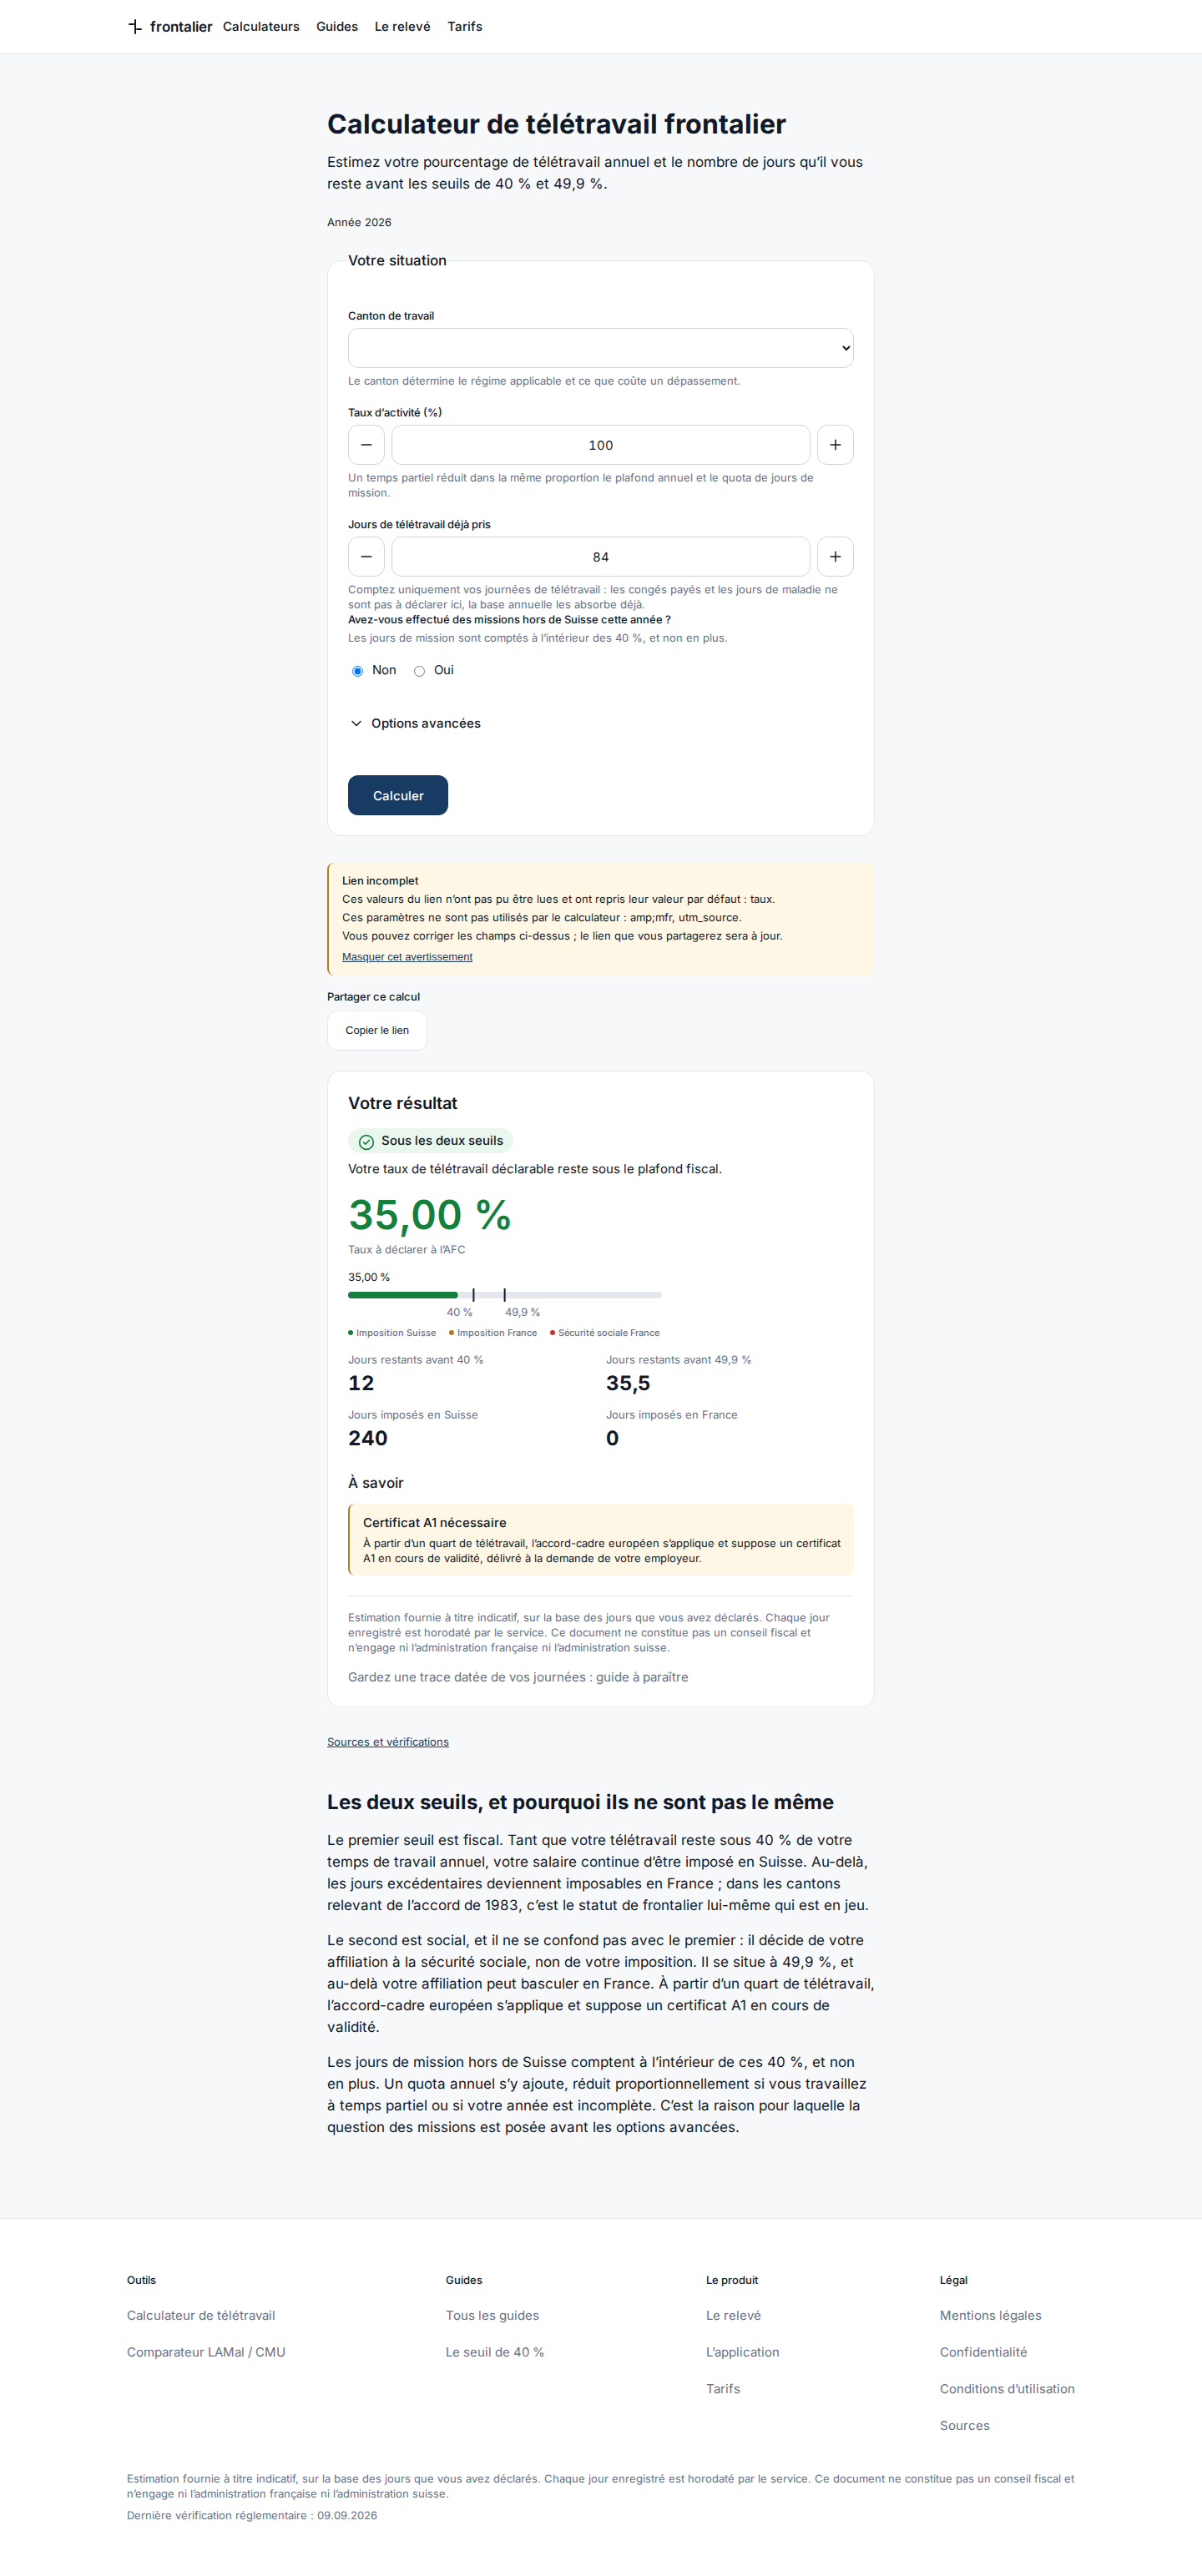 frontalier Calculateurs Guides Le relevé Tarifs
Calculateur de télétravail frontalier
Estimez votre pourcentage de télétravail annuel et le nombre de jours qu’il vous
reste avant les seuils de 40 % et 49,9 %.
Année 2026
Votre situation
Canton de travail
Le canton détermine le régime applicable et ce que coûte un dépassement.
Taux d’activité (%)
100
Un temps partiel réduit dans la même proportion le plafond annuel et le quota de jours de
mission.
Jours de télétravail déjà pris
84
Comptez uniquement vos journées de télétravail : les congés payés et les jours de maladie ne
sont pas à déclarer ici, la base annuelle les absorbe déjà.
Avez-vous effectué des missions hors de Suisse cette année ?
Les jours de mission sont comptés à l’intérieur des 40 %, et non en plus.
Non Oui
Options avancées
Calculer
Lien incomplet
Ces valeurs du lien n’ont pas pu être lues et ont repris leur valeur par défaut : taux.
Ces paramètres ne sont pas utilisés par le calculateur : amp;mfr, utm_source.
Vous pouvez corriger les champs ci-dessus ; le lien que vous partagerez sera à jour.
Masquer cet avertissement
Partager ce calcul
Copier le lien
Votre résultat
Sous les deux seuils
Votre taux de télétravail déclarable reste sous le plafond fiscal.
35,00 %
Taux à déclarer à l’AFC
35,00 %
40 % 49,9 %
Imposition Suisse Imposition France Sécurité sociale France
Jours restants avant 40 % Jours restants avant 49,9 %
12 35,5
Jours imposés en Suisse Jours imposés en France
240 0
À savoir
Certificat A1 nécessaire
À partir d’un quart de télétravail, l’accord-cadre européen s’applique et suppose un certificat
A1 en cours de validité, délivré à la demande de votre employeur.
Estimation fournie à titre indicatif, sur la base des jours que vous avez déclarés. Chaque jour
enregistré est horodaté par le service. Ce document ne constitue pas un conseil fiscal et
n’engage ni l’administration française ni l’administration suisse.
Gardez une trace datée de vos journées : guide à paraître
Sources et vérifications
Les deux seuils, et pourquoi ils ne sont pas le même
Le premier seuil est fiscal. Tant que votre télétravail reste sous 40 % de votre
temps de travail annuel, votre salaire continue d’être imposé en Suisse. Au-delà,
les jours excédentaires deviennent imposables en France ; dans les cantons
relevant de l’accord de 1983, c’est le statut de frontalier lui-même qui est en jeu.
Le second est social, et il ne se confond pas avec le premier : il décide de votre
affiliation à la sécurité sociale, non de votre imposition. Il se situe à 49,9 %, et
au-delà votre affiliation peut basculer en France. À partir d’un quart de télétravail,
l’accord-cadre européen s’applique et suppose un certificat A1 en cours de
validité.
Les jours de mission hors de Suisse comptent à l’intérieur de ces 40 %, et non
en plus. Un quota annuel s’y ajoute, réduit proportionnellement si vous travaillez
à temps partiel ou si votre année est incomplète. C’est la raison pour laquelle la
question des missions est posée avant les options avancées.
Outils Guides Le produit Légal
Calculateur de télétravail Tous les guides Le relevé Mentions légales
Comparateur LAMal / CMU Le seuil de 40 % L’application Confidentialité
Tarifs Conditions d’utilisation
Sources
Estimation fournie à titre indicatif, sur la base des jours que vous avez déclarés. Chaque jour enregistré est horodaté par le service. Ce document ne constitue pas un conseil fiscal et
n’engage ni l’administration française ni l’administration suisse.
Dernière vérification réglementaire : 09.09.2026